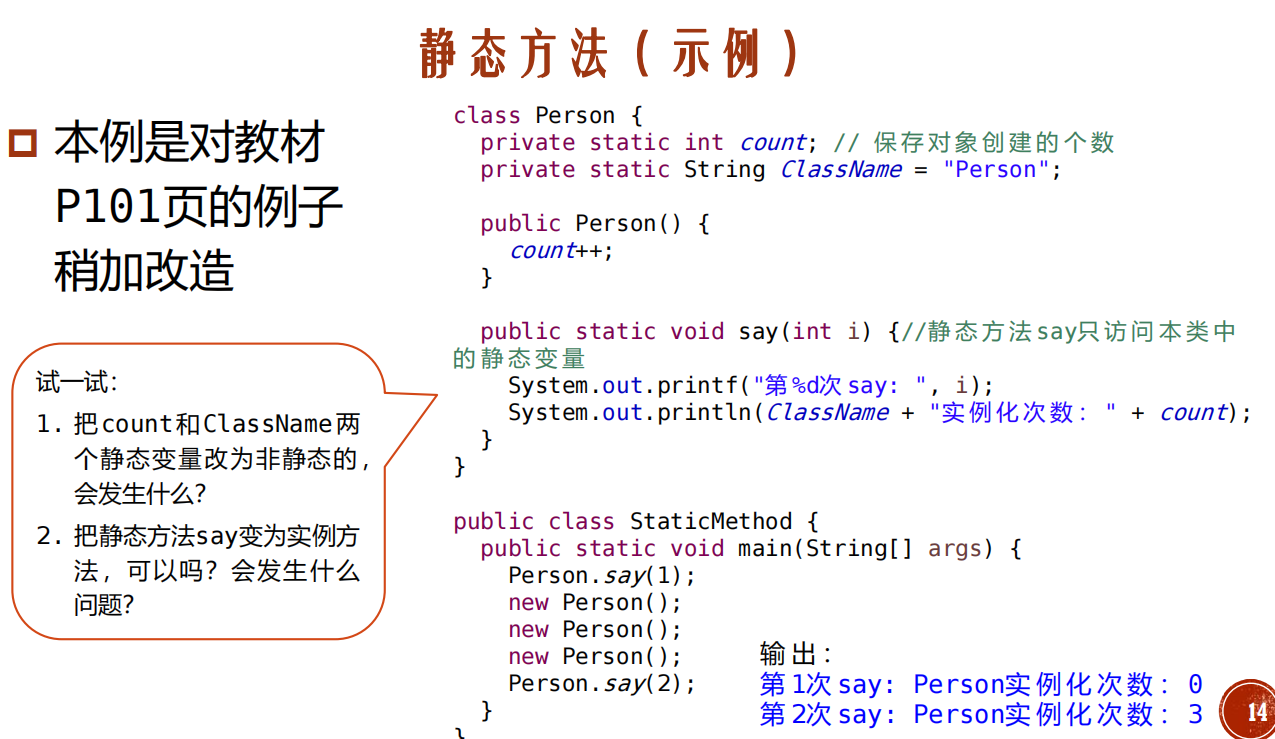 静态方法(示例)
本例是对教材
P101页的例子
稍加改造
试一试:
1. 把count和ClassName两
个静态变量改为非静态的,
会发生什么?
2. 把静态方法say变为实例方
法, 可以吗? 会发生什么
问题?
class Person {
private static int count; // 保存对象创建的个数
private static String ClassName = "Person";
public Person() {
count++;
}
public static void say(int i) {//静态方法say只访问本类中
的静态变量
System.out.printf("第%d次say: ", i);
System.out.println(ClassName + "实例化次数: " + count);
}
}
public class StaticMethod {
public static void main(String[] args) {
Person.say(1);
new Person();
new Person();
new Person();
Person.say(2);
}
}
输出:
第1次say: Person实例化次数: 0
第2次say: Person实例化次数: 3
14